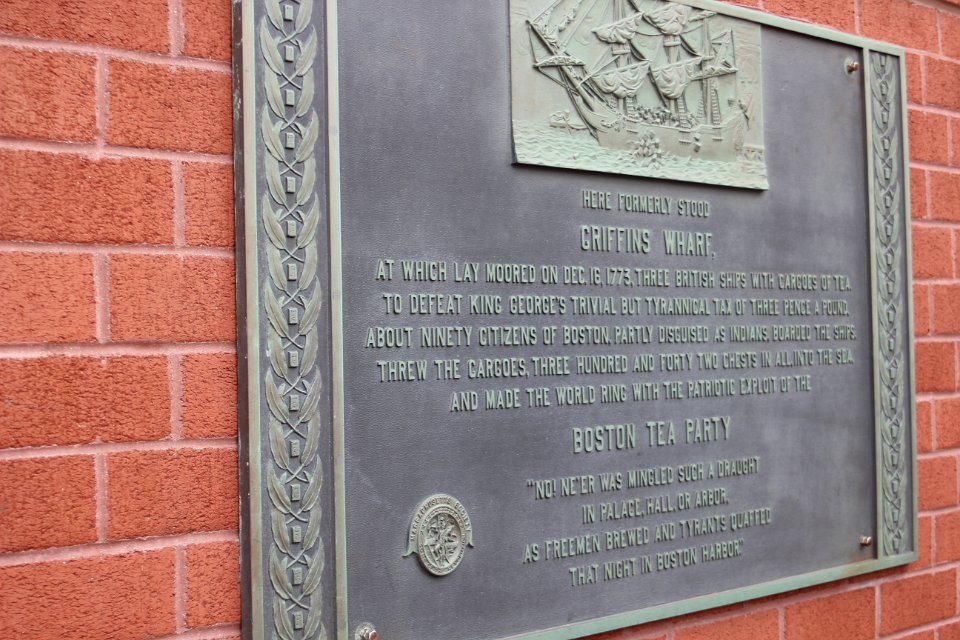 HERE FORMERLY STOOD
GRIFFINS WHARF,
AT WHICH LAY MOORED ON DEC. 16, 1773, THREE BRITISH SHIPS WITH CARGOES OF TEA.
TO DEFEAT KING GEORGE'S TRIVIAL BUT TYRANNICAL TAX OF THREE PENCE A POUND,
ABOUT NINETY CITIZENS OF BOSTON, PARTLY DISGUISED AS INDIANS, BOARDED THE SHIPS,
THREW THE CARGOES, THREE HUNDRED AND FORTY TWO CHESTS IN ALL, INTO THE SEA,
AND MADE THE WORLD RING WITH THE PATRIOTIC EXPLOIT OF THE
BOSTON TEA PARTY
"NO! NE'ER WAS MINGLED SUCH A DRAUGHT
IN PALACE, HALL, OR ARBOR,
AS FREEMEN BREWED AND TYRANTS QUAFFED
THAT NIGHT IN BOSTON HARBOR."